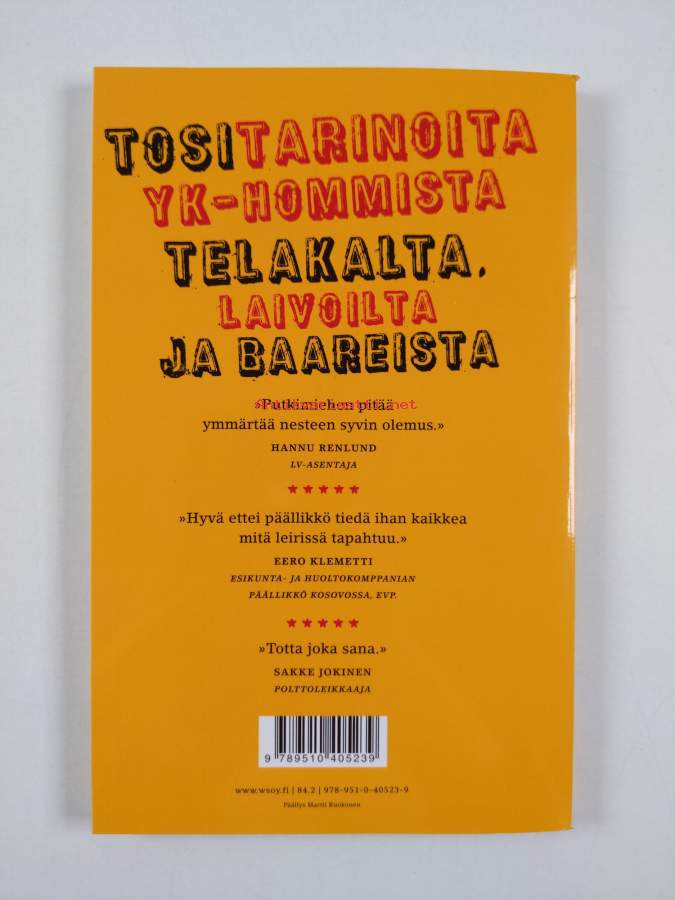 TOSITARINOITA
YK-HOMMISTA
TELAKALTA,
LAIVOILTA
JA BAAREISTA
»Putkimiehen pitää
ymmärtää nesteen syvin olemus.»
HANNU RENLUND
LV-ASENTAJA
»Hyvä ettei päällikkö tiedä ihan kaikkea
mitä leirissä tapahtuu.»
EERO KLEMETTI
ESIKUNTA- JA HUOLTOKOMPPANIAN
PÄÄLLIKKÖ KOSOVOSSA, EVP.
»Totta joka sana.»
SAKKE JOKINEN
POLTTOLEIKKAAJA
9 789510 405239
www.wsoy.fi | 84.2 | 978-951-0-40523-9
Päällys Martti Ruokonen